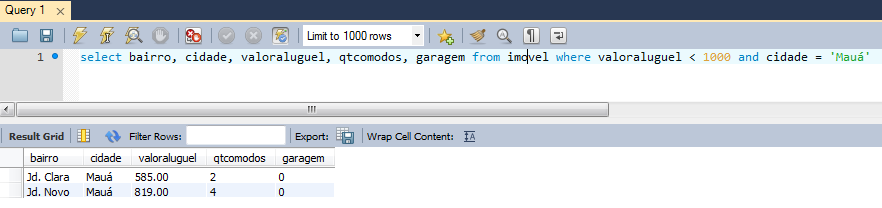 Query 1
Limit to 1000 rows
1 select bairro, cidade, valoraluguel, qtcomodos, garagem from imovel where valoraluguel < 1000 and cidade = 'Mauá'
Result Grid Filter Rows: Export: Wrap Cell Content:
bairro cidade valoraluguel qtcomodos garagem
Jd. Clara Mauá 585.00 2 0
Jd. Novo Mauá 819.00 4 0